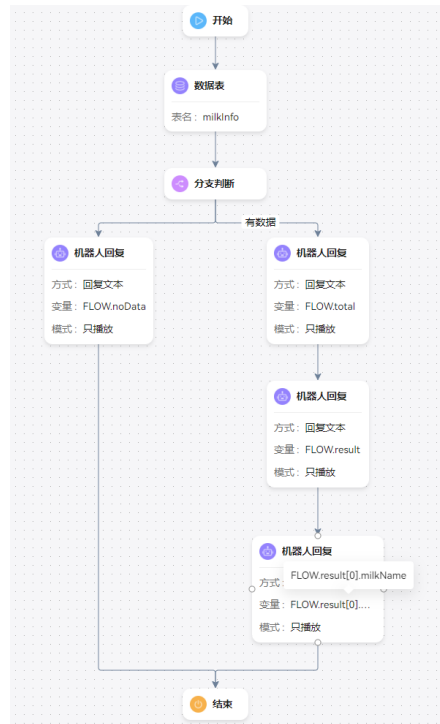 开始
数据表
表名： milkInfo
分支判断
有数据
机器人回复
方式： 回复文本
变量： FLOW.noData
模式： 只播放
机器人回复
方式： 回复文本
变量： FLOW.total
模式： 只播放
机器人回复
方式： 回复文本
变量： FLOW.result
模式： 只播放
机器人回复
方式
FLOW.result[0].milkName
变量： FLOW.result[0]....
模式： 只播放
结束